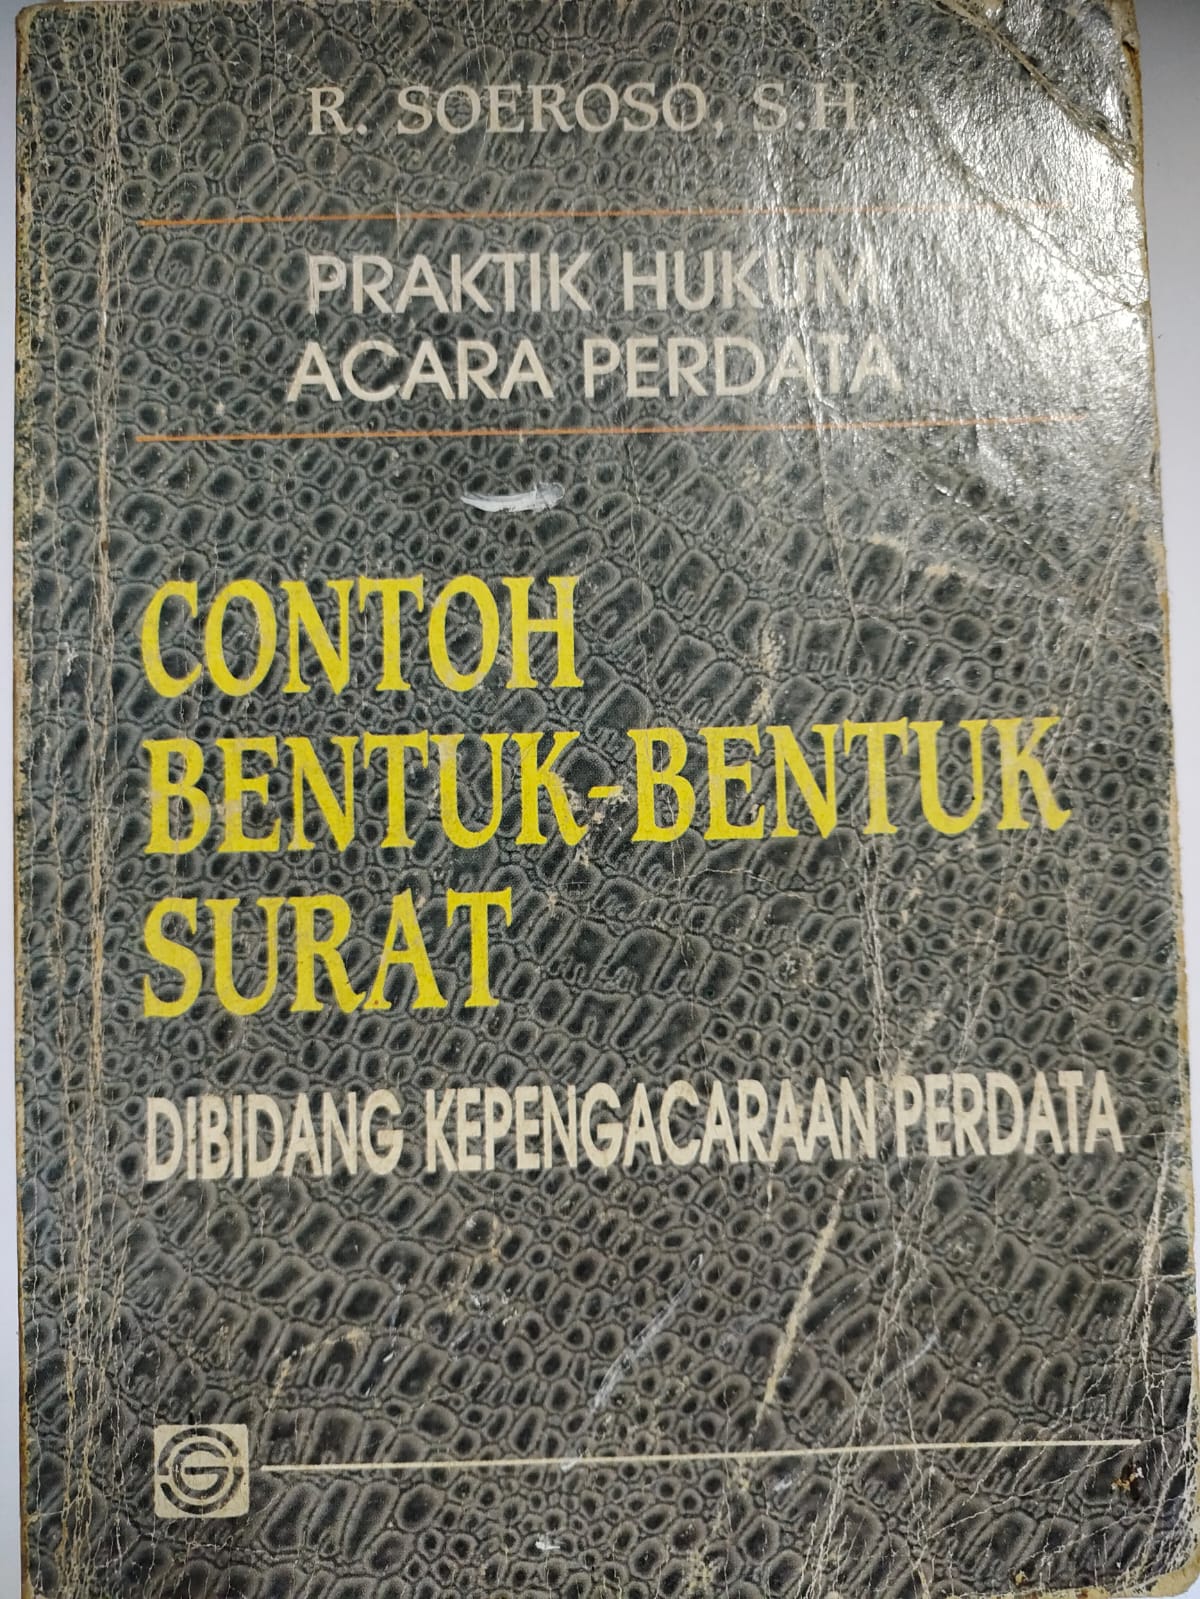 R. SOEROSO, S.H.
PRAKTIK HUKUM
ACARA PERDATA
CONTOH
BENTUK-BENTUK
SURAT
DIBIDANG KEPENGACARAAN PERDATA